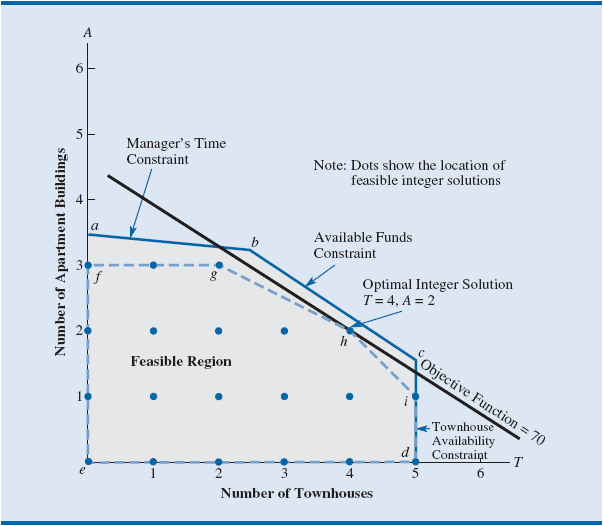 A
6
5
Manager's Time
Constraint
Note: Dots show the location of
feasible integer solutions
4
a
b
Available Funds
Constraint
3
f
g
Optimal Integer Solution
T = 4, A = 2
Number of Apartment Buildings
2
h
Feasible Region
c
Objective Function = 70
1
i
Townhouse
Availability
Constraint
d
e
T
1 2 3 4 5 6
Number of Townhouses